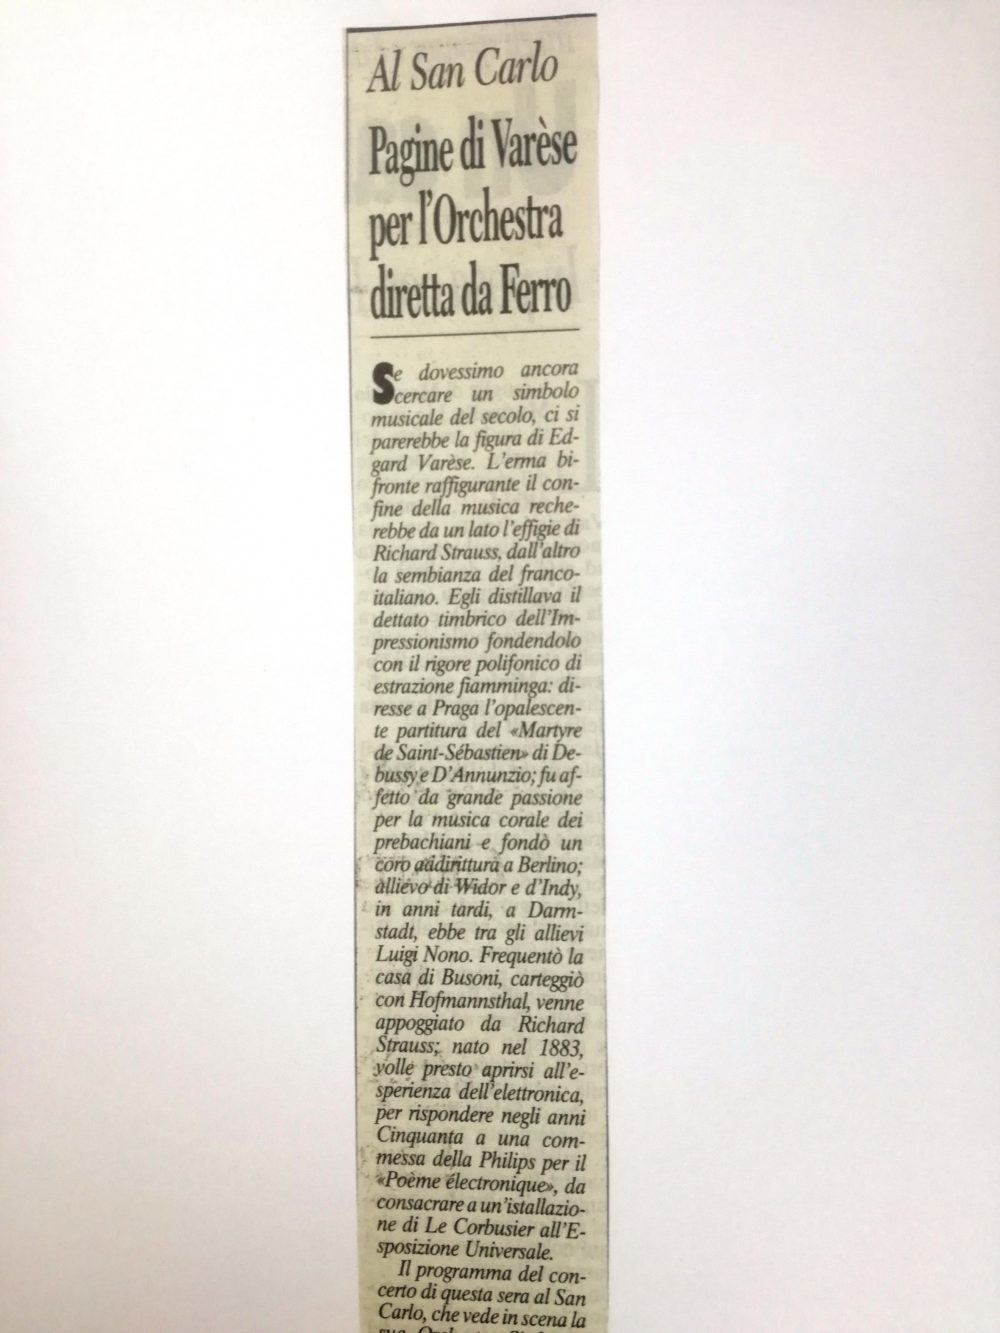 Al San Carlo
Pagine di Varèse
per l'Orchestra
diretta da Ferro
Se dovessimo ancora
cercare un simbolo
musicale del secolo, ci si
parerebbe la figura di Ed-
gard Varèse. L'erma bi-
fronte raffigurante il con-
fine della musica reche-
rebbe da un lato l'effigie di
Richard Strauss, dall'altro
la sembianza del franco-
italiano. Egli distillava il
dettato timbrico dell'Im-
pressionismo fondendolo
con il rigore polifonico di
estrazione fiamminga: di-
resse a Praga l'opalescen-
te partitura del «Martyre
de Saint-Sébastien» di De-
bussy e D'Annunzio; fu af-
fetto da grande passione
per la musica corale dei
prebachiani e fondò un
coro addirittura a Berlino;
allievo di Widor e d'Indy,
in anni tardi, a Darm-
stadt, ebbe tra gli allievi
Luigi Nono. Frequentò la
casa di Busoni, carteggiò
con Hofmannsthal, venne
appoggiato da Richard
Strauss; nato nel 1883,
volle presto aprirsi all'e-
sperienza dell'elettronica,
per rispondere negli anni
Cinquanta a una com-
messa della Philips per il
«Poème électronique», da
consacrare a un'istallazio-
ne di Le Corbusier all'E-
sposizione Universale.
Il programma del con-
certo di questa sera al San
Carlo, che vede in scena la